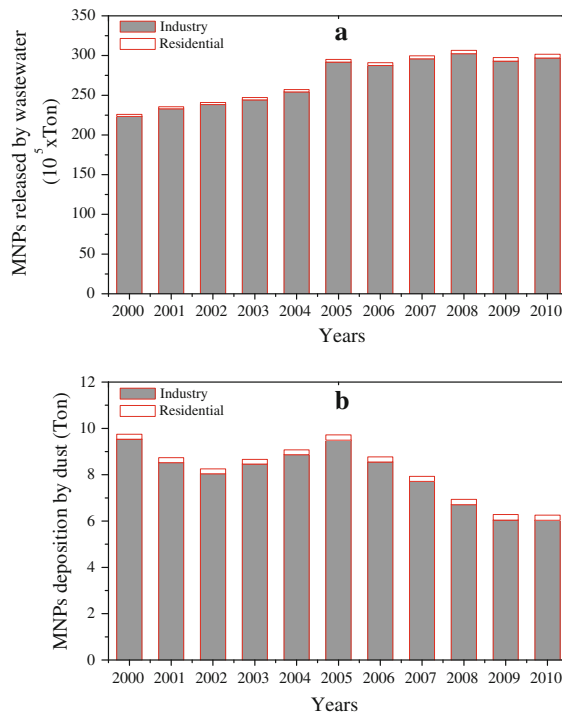 a
Industry
Residential
MNPs released by wastewater
(10^5 xTon)
350
300
250
200
150
100
50
0
2000 2001 2002 2003 2004 2005 2006 2007 2008 2009 2010
Years
b
Industry
Residential
MNPs deposition by dust (Ton)
12
10
8
6
4
2
0
2000 2001 2002 2003 2004 2005 2006 2007 2008 2009 2010
Years